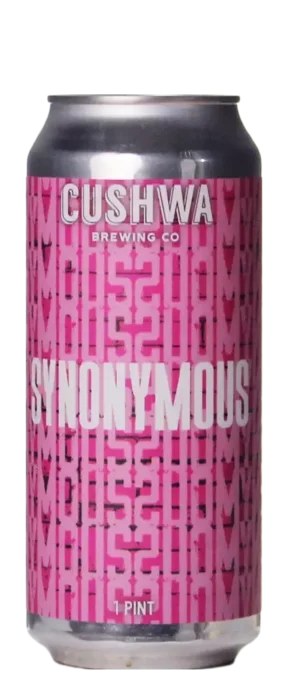 CUSHWA
BREWING CO
SYNONYMOUS
1 PINT